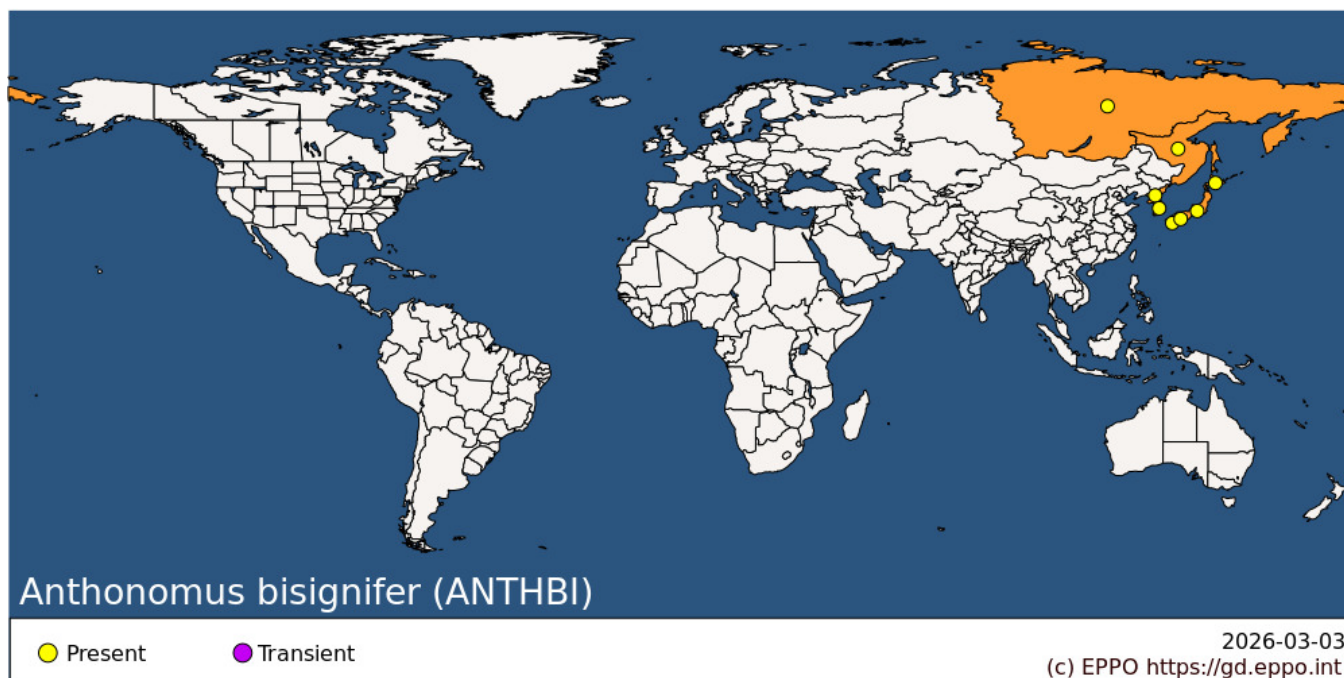 Anthonomus bisignifer (ANTHBI)
Present
Transient
2026-03-03
(c) EPPO https://gd.eppo.int